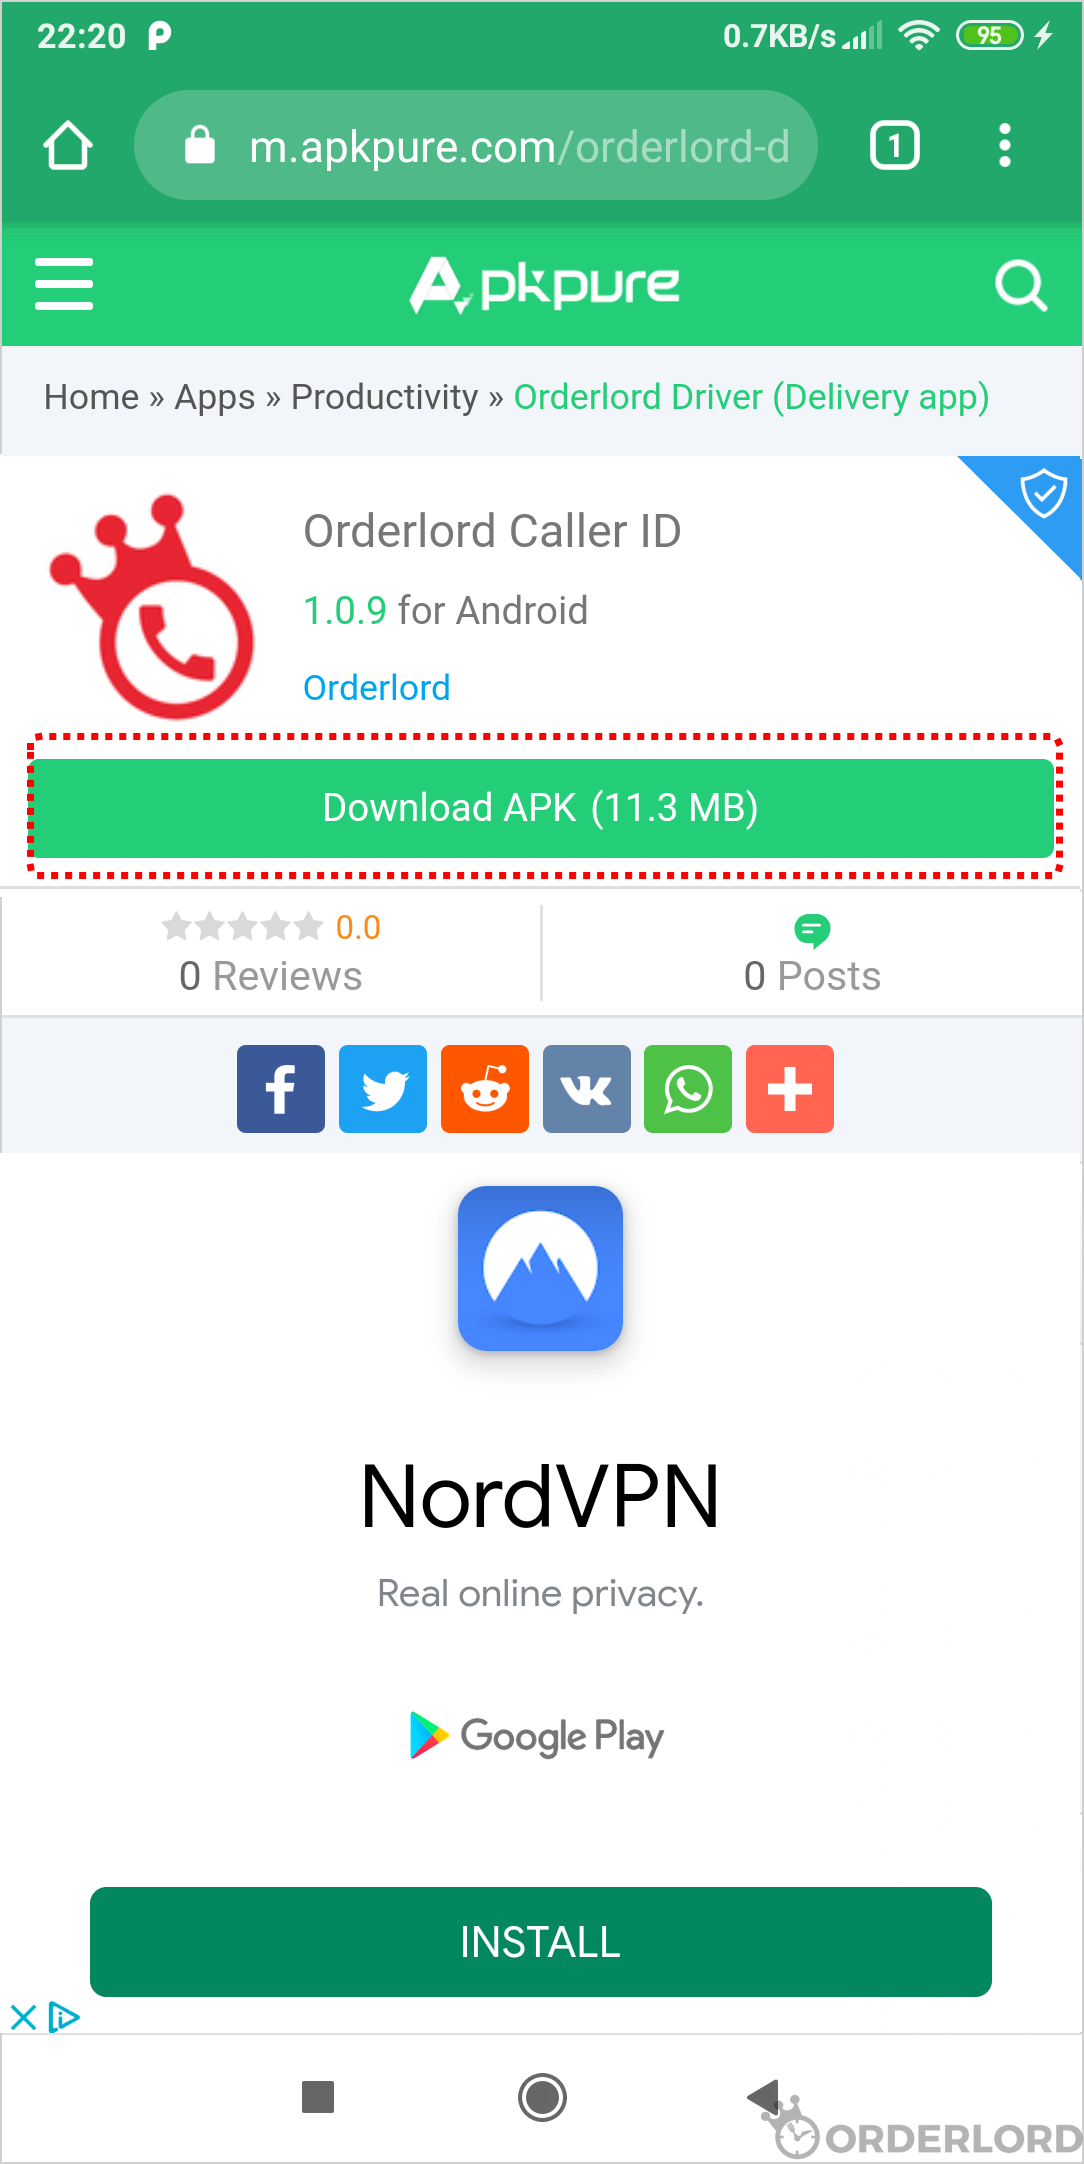 22:20
0.7KB/s
95
m.apkpure.com/orderlord-d
1
Apkpure
Home » Apps » Productivity » Orderlord Driver (Delivery app)
Orderlord Caller ID
1.0.9 for Android
Orderlord
Download APK (11.3 MB)
0.0
0 Reviews
0 Posts
NordVPN
Real online privacy.
Google Play
INSTALL
ORDERLORD